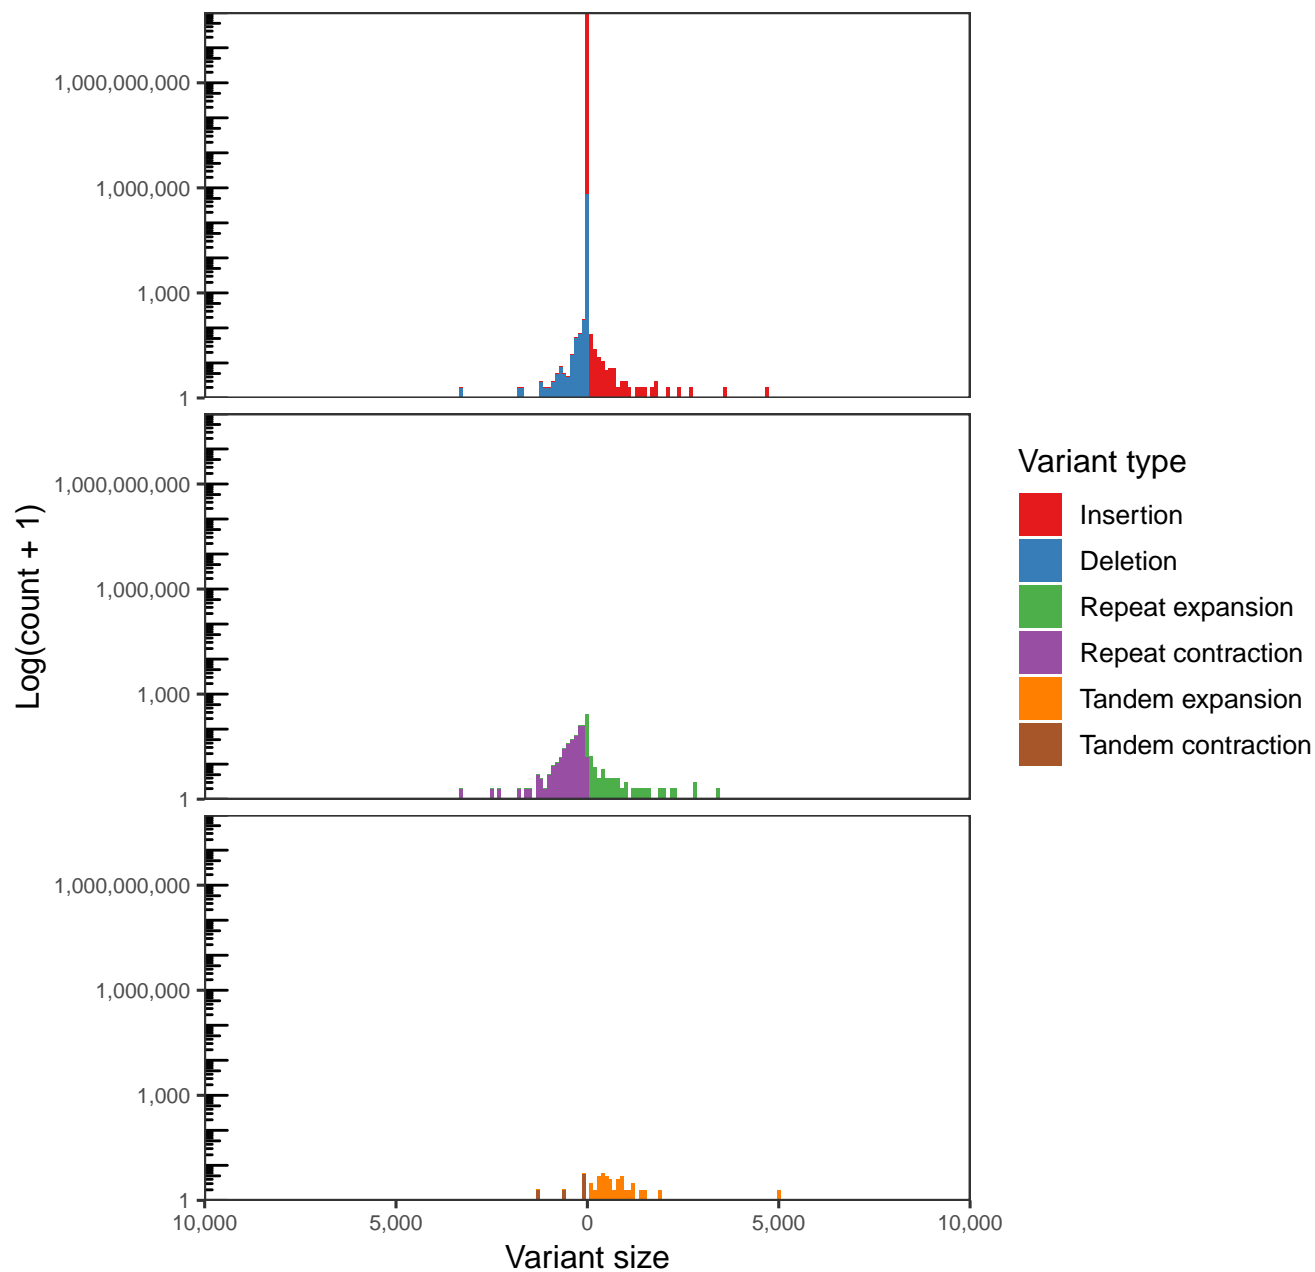 Log(count + 1)
1,000,000,000
1,000,000
1,000
1
1,000,000,000
1,000,000
1,000
1
1,000,000,000
1,000,000
1,000
1
10,000 5,000 0 5,000 10,000
Variant size
Variant type
Insertion
Deletion
Repeat expansion
Repeat contraction
Tandem expansion
Tandem contraction